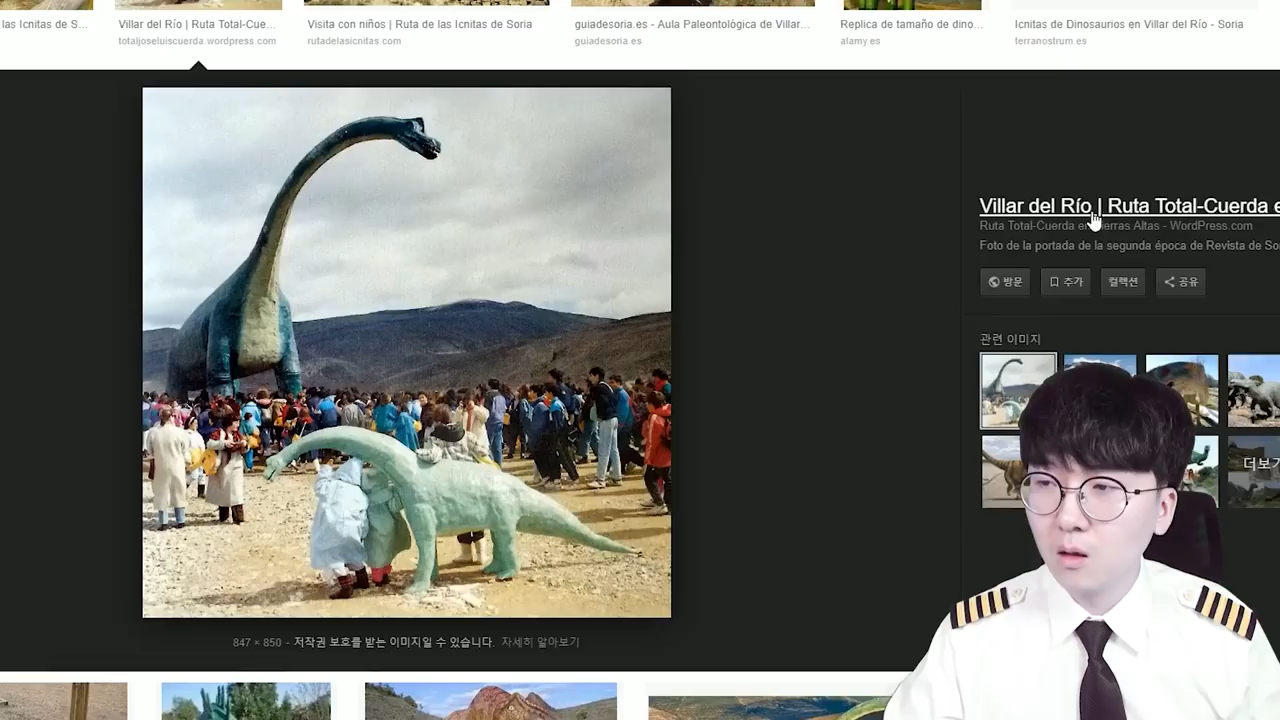 las Icnitas de S...
Villar del Río | Ruta Total-Cue...
totaljoseluiscuerda.wordpress.com
Visita con niños | Ruta de las Icnitas de Soria
rutadelasicnitas.com
guiadesoria.es - Aula Paleontológica de Villar...
guiadesoria.es
Replica de tamaño de dino...
alamy.es
Icnitas de Dinosaurios en Villar del Río - Soria
terranostrum.es
Villar del Río | Ruta Total-Cuerda e
Ruta Total-Cuerda en Tierras Altas - WordPress.com
Foto de la portada de la segunda época de Revista de So
방문
추가
컬렉션
공유
관련 이미지
더보기
847 × 850 - 저작권 보호를 받는 이미지일 수 있습니다. 자세히 알아보기